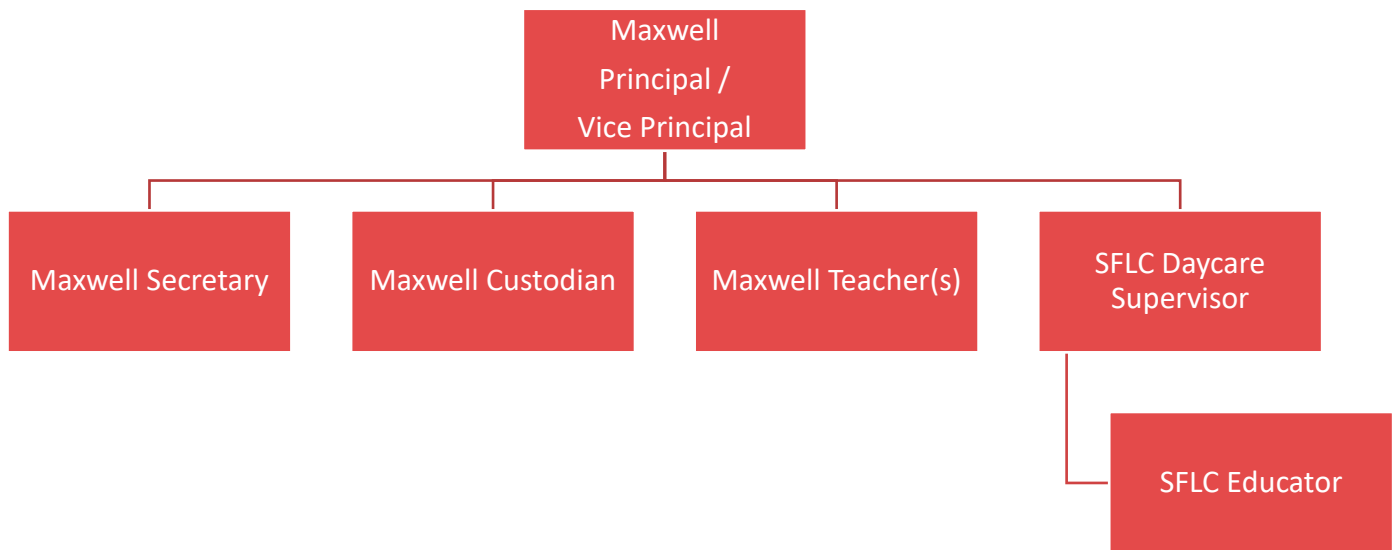 Maxwell
Principal /
Vice Principal
Maxwell Secretary
Maxwell Custodian
Maxwell Teacher(s)
SFLC Daycare
Supervisor
SFLC Educator